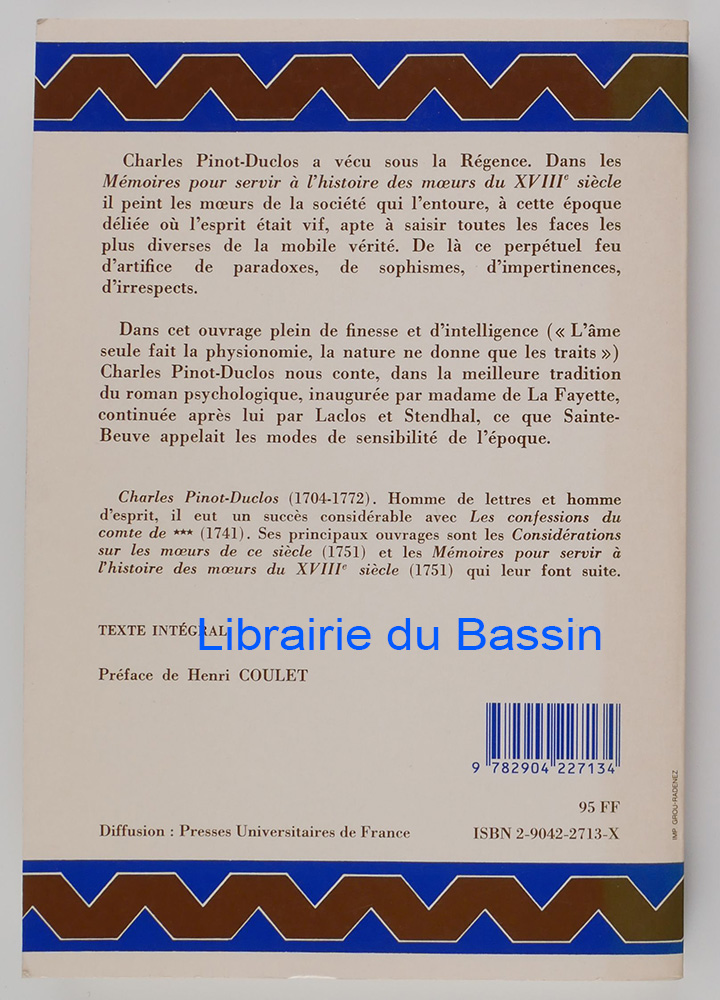 Charles Pinot-Duclos a vécu sous la Régence. Dans les
Mémoires pour servir à l'histoire des mœurs du XVIIIe siècle
il peint les mœurs de la société qui l'entoure, à cette époque
déliée où l'esprit était vif, apte à saisir toutes les faces les
plus diverses de la mobile vérité. De là ce perpétuel feu
d'artifice de paradoxes, de sophismes, d'impertinences,
d'irrespects.
Dans cet ouvrage plein de finesse et d'intelligence (« L'âme
seule fait la physionomie, la nature ne donne que les traits »)
Charles Pinot-Duclos nous conte, dans la meilleure tradition
du roman psychologique, inaugurée par madame de La Fayette,
continuée après lui par Laclos et Stendhal, ce que Sainte-
Beuve appelait les modes de sensibilité de l'époque.
Charles Pinot-Duclos (1704-1772). Homme de lettres et homme
d'esprit, il eut un succès considérable avec Les confessions du
comte de *** (1741). Ses principaux ouvrages sont les Considérations
sur les mœurs de ce siècle (1751) et les Mémoires pour servir à
l'histoire des mœurs du XVIIIe siècle (1751) qui leur font suite.
TEXTE INTÉGRAL
Librairie du Bassin
Préface de Henri COULET
9 782904 227134
95 FF
Diffusion : Presses Universitaires de France
ISBN 2-9042-2713-X
IMP. GROU-RADENEZ